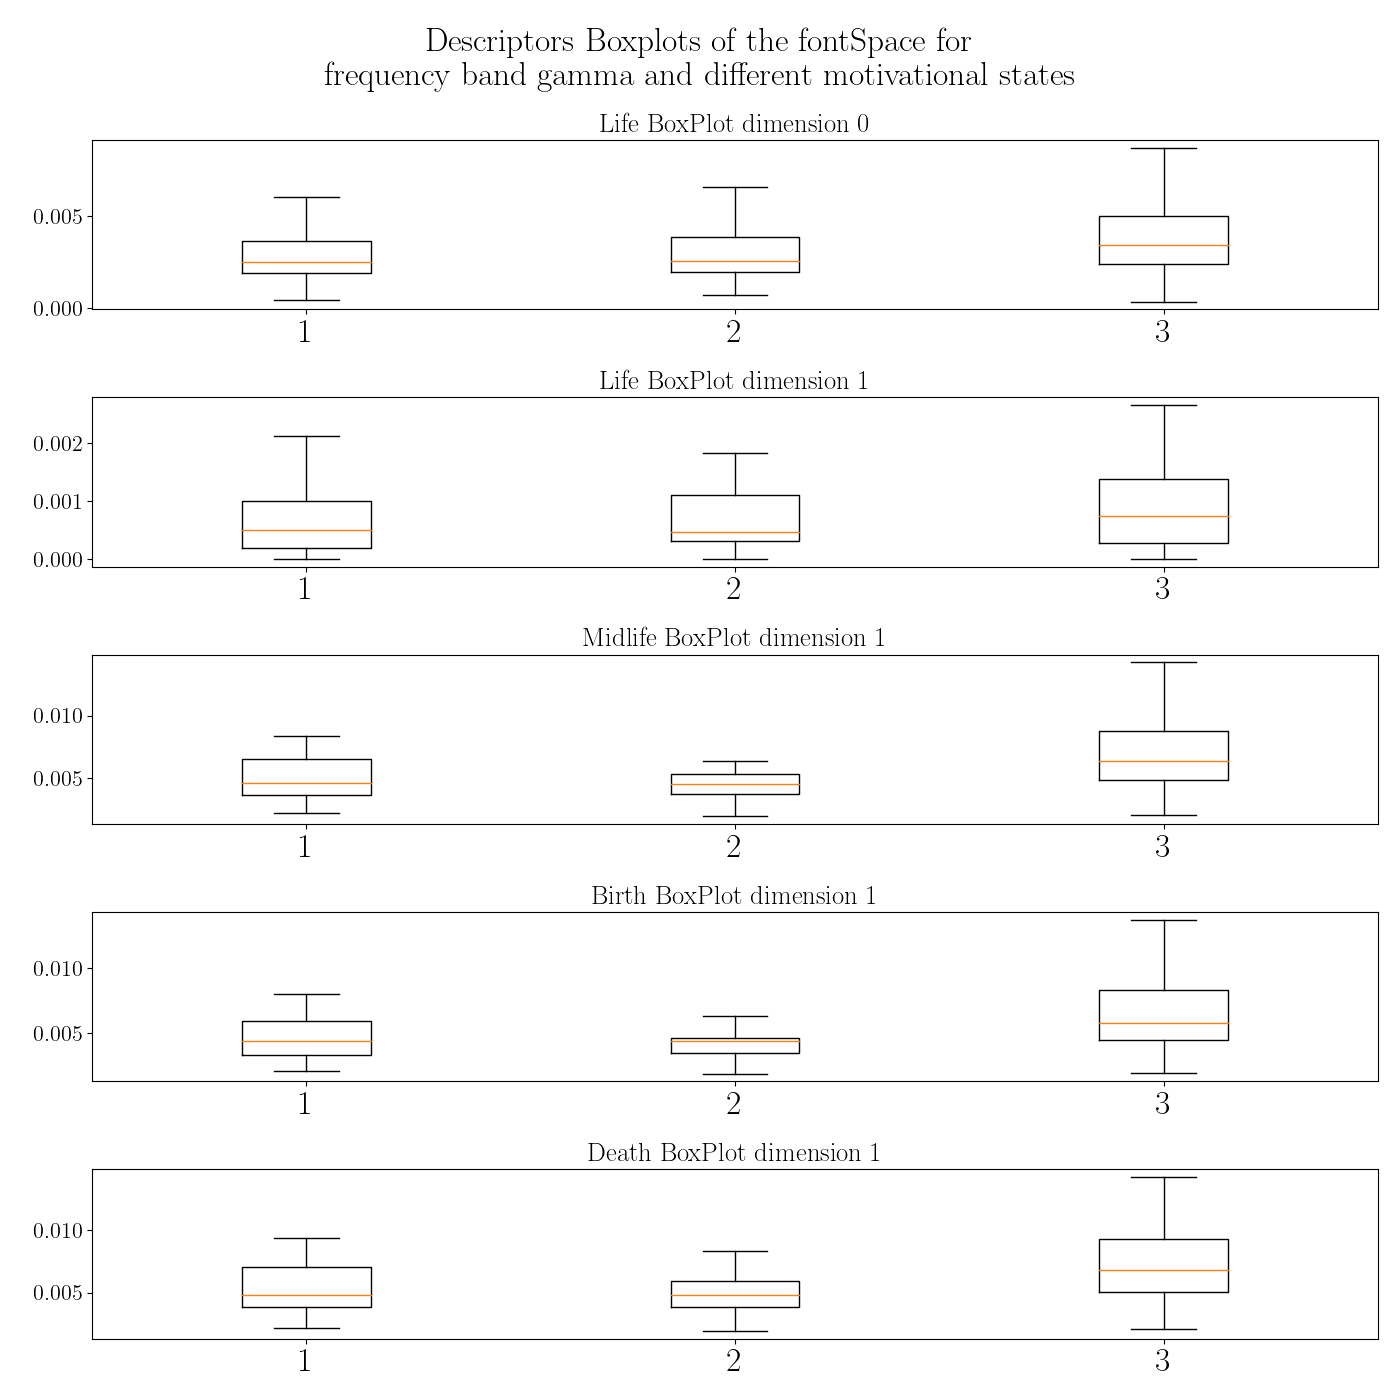 Descriptors Boxplots of the fontSpace for
frequency band gamma and different motivational states
Life BoxPlot dimension 0
0.005
0.000
1 2 3
Life BoxPlot dimension 1
0.002
0.001
0.000
1 2 3
Midlife BoxPlot dimension 1
0.010
0.005
1 2 3
Birth BoxPlot dimension 1
0.010
0.005
1 2 3
Death BoxPlot dimension 1
0.010
0.005
1 2 3